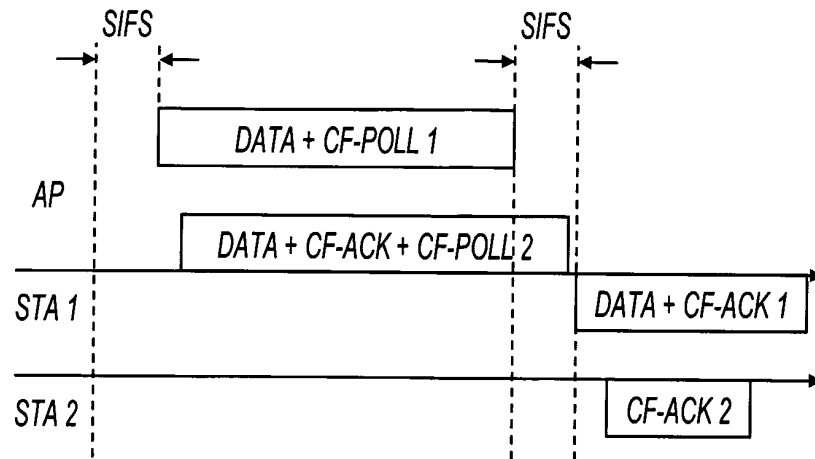 SIFS
SIFS
DATA + CF-POLL 1
AP
DATA + CF-ACK + CF-POLL 2
STA 1
DATA + CF-ACK 1
STA 2
CF-ACK 2